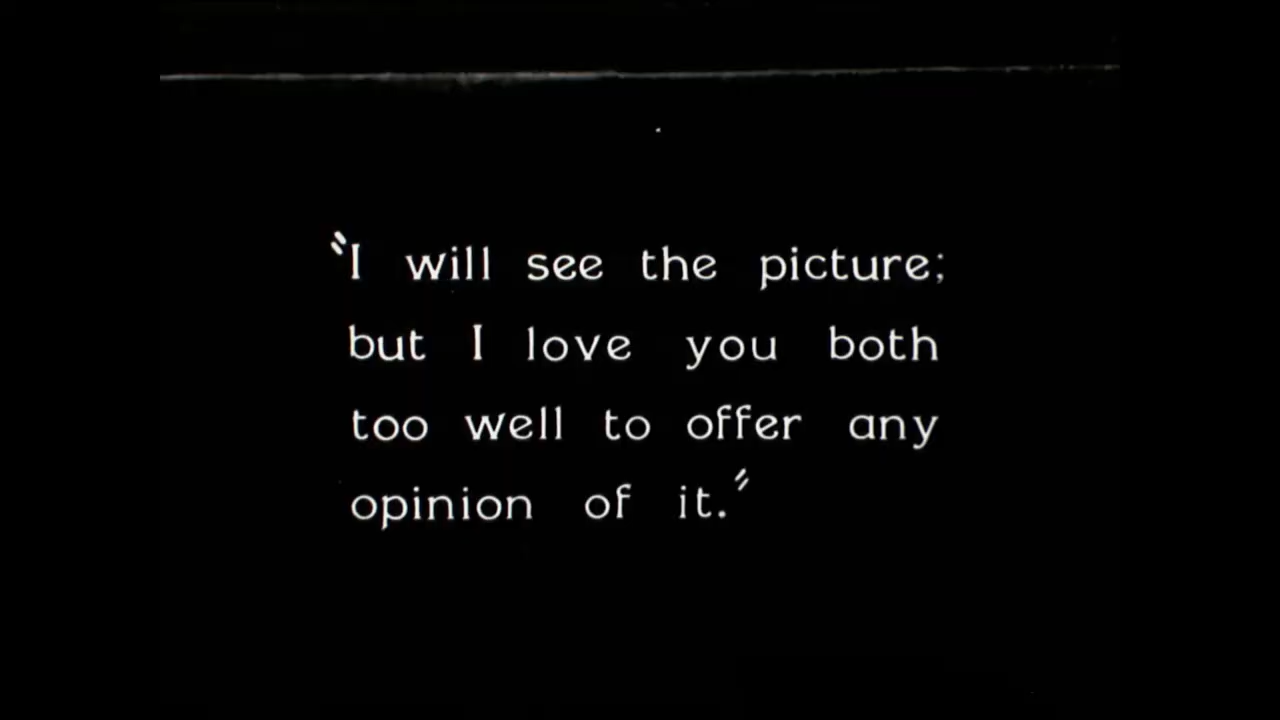 "I will see the picture;
but I love you both
too well to offer any
opinion of it."